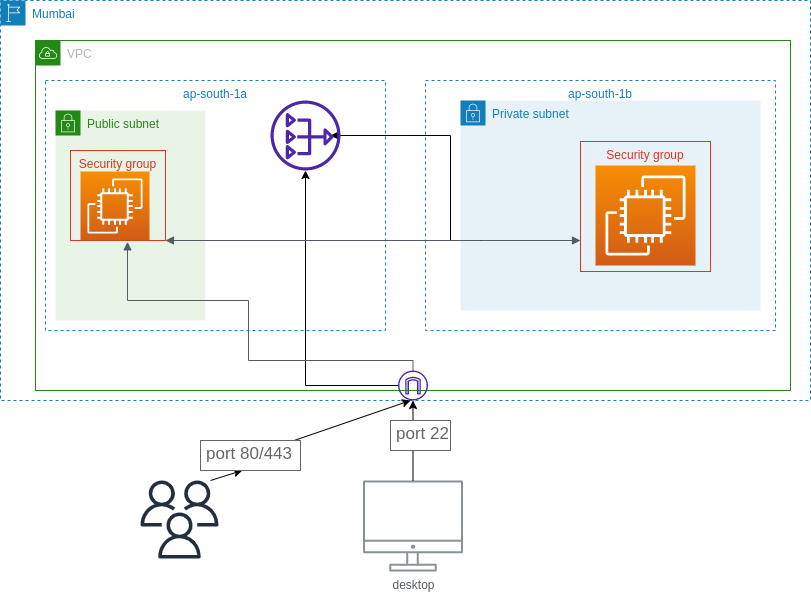 Mumbai
VPC
ap-south-1a
ap-south-1b
Public subnet
Private subnet
Security group
Security group
port 22
port 80/443
desktop